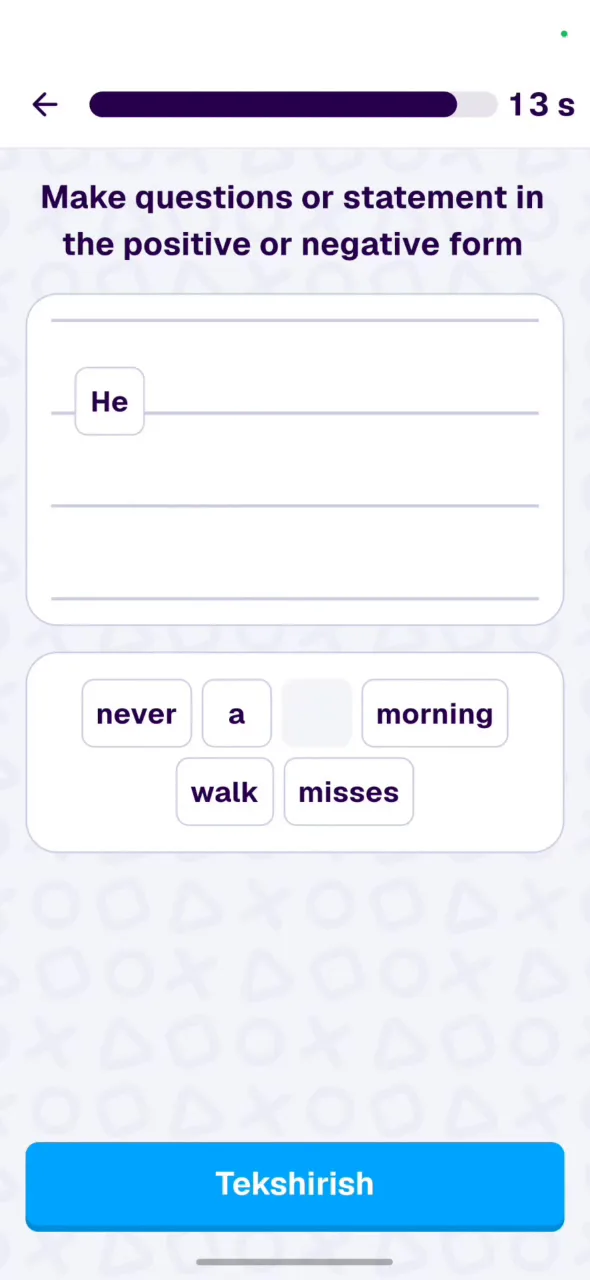 13 s
Make questions or statement in
the positive or negative form
He
never a morning
walk misses
Tekshirish